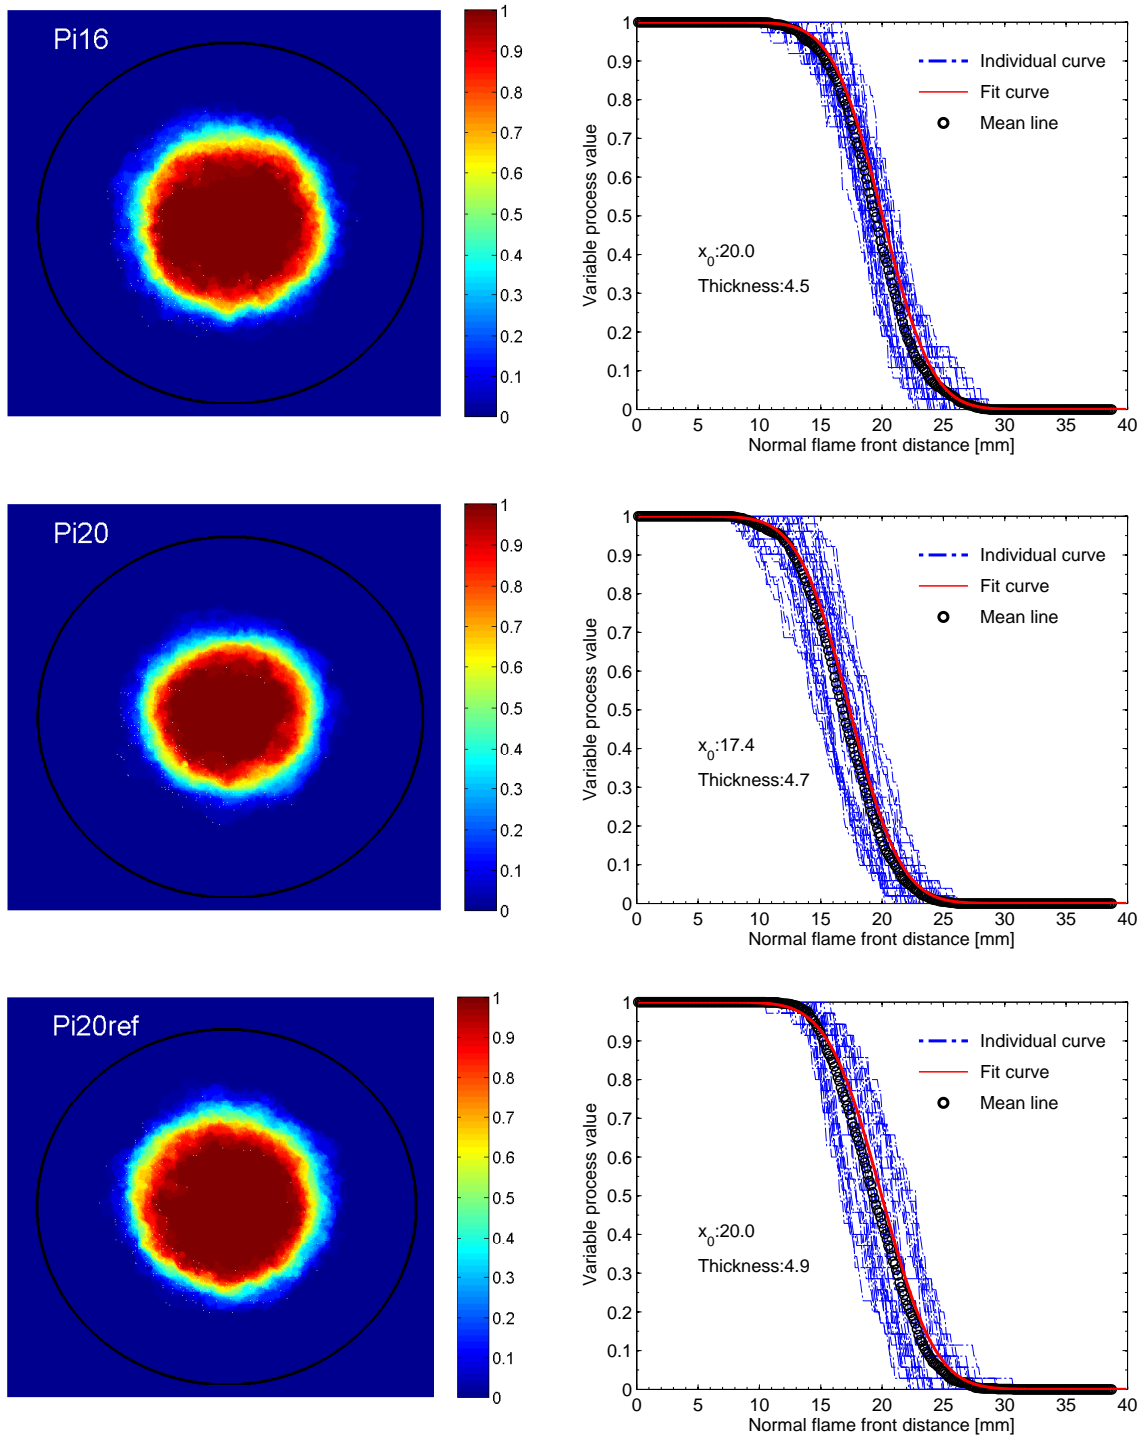 Pi16
1
0.9
0.8
0.7
0.6
0.5
0.4
0.3
0.2
0.1
0
Variable process value
1
0.9
0.8
0.7
0.6
0.5
0.4
0.3
0.2
0.1
0
Individual curve
Fit curve
Mean line
x0:20.0
Thickness:4.5
0 5 10 15 20 25 30 35 40
Normal flame front distance [mm]
Pi20
1
0.9
0.8
0.7
0.6
0.5
0.4
0.3
0.2
0.1
0
Variable process value
1
0.9
0.8
0.7
0.6
0.5
0.4
0.3
0.2
0.1
0
Individual curve
Fit curve
Mean line
x0:17.4
Thickness:4.7
0 5 10 15 20 25 30 35 40
Normal flame front distance [mm]
Pi20ref
1
0.9
0.8
0.7
0.6
0.5
0.4
0.3
0.2
0.1
0
Variable process value
1
0.9
0.8
0.7
0.6
0.5
0.4
0.3
0.2
0.1
0
Individual curve
Fit curve
Mean line
x0:20.0
Thickness:4.9
0 5 10 15 20 25 30 35 40
Normal flame front distance [mm]